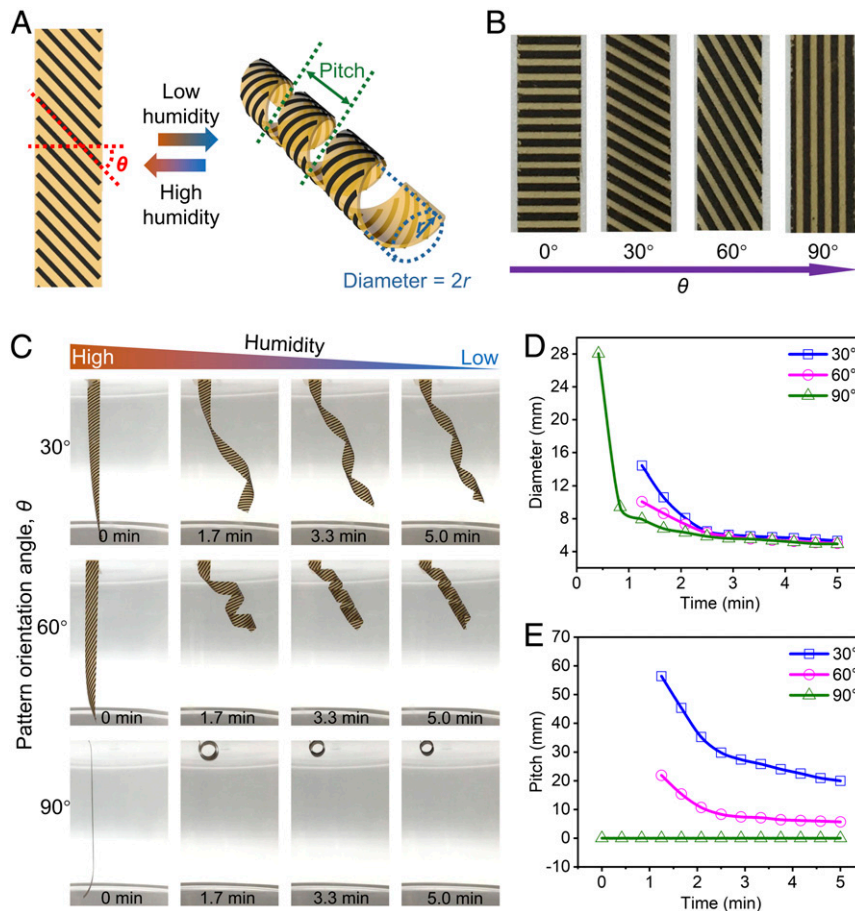 A
Low
humidity
High
humidity
θ
Pitch
r
Diameter = 2r
B
0°
30°
60°
90°
θ
C
Humidity
High
Low
Pattern orientation angle, θ
30°
0 min
1.7 min
3.3 min
5.0 min
60°
0 min
1.7 min
3.3 min
5.0 min
90°
0 min
1.7 min
3.3 min
5.0 min
D
Diameter (mm)
28
24
20
16
12
8
4
0
1
2
3
4
5
Time (min)
30°
60°
90°
E
Pitch (mm)
70
60
50
40
30
20
10
0
-10
0
1
2
3
4
5
Time (min)
30°
60°
90°